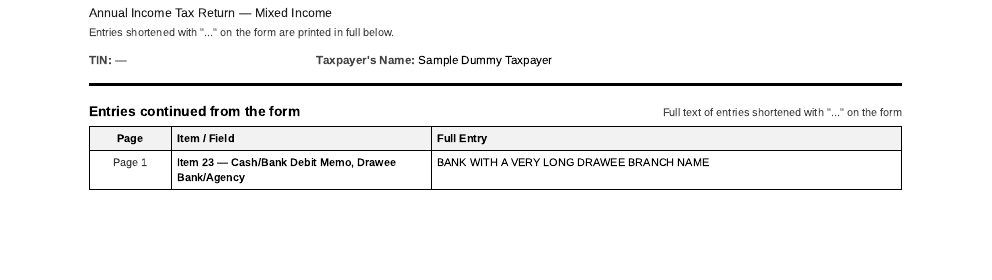 Annual Income Tax Return — Mixed Income
Entries shortened with "..." on the form are printed in full below.
TIN: — Taxpayer's Name: Sample Dummy Taxpayer
Entries continued from the form Full text of entries shortened with "..." on the form
Page Item / Field Full Entry
Page 1 Item 23 — Cash/Bank Debit Memo, Drawee BANK WITH A VERY LONG DRAWEE BRANCH NAME
Bank/Agency